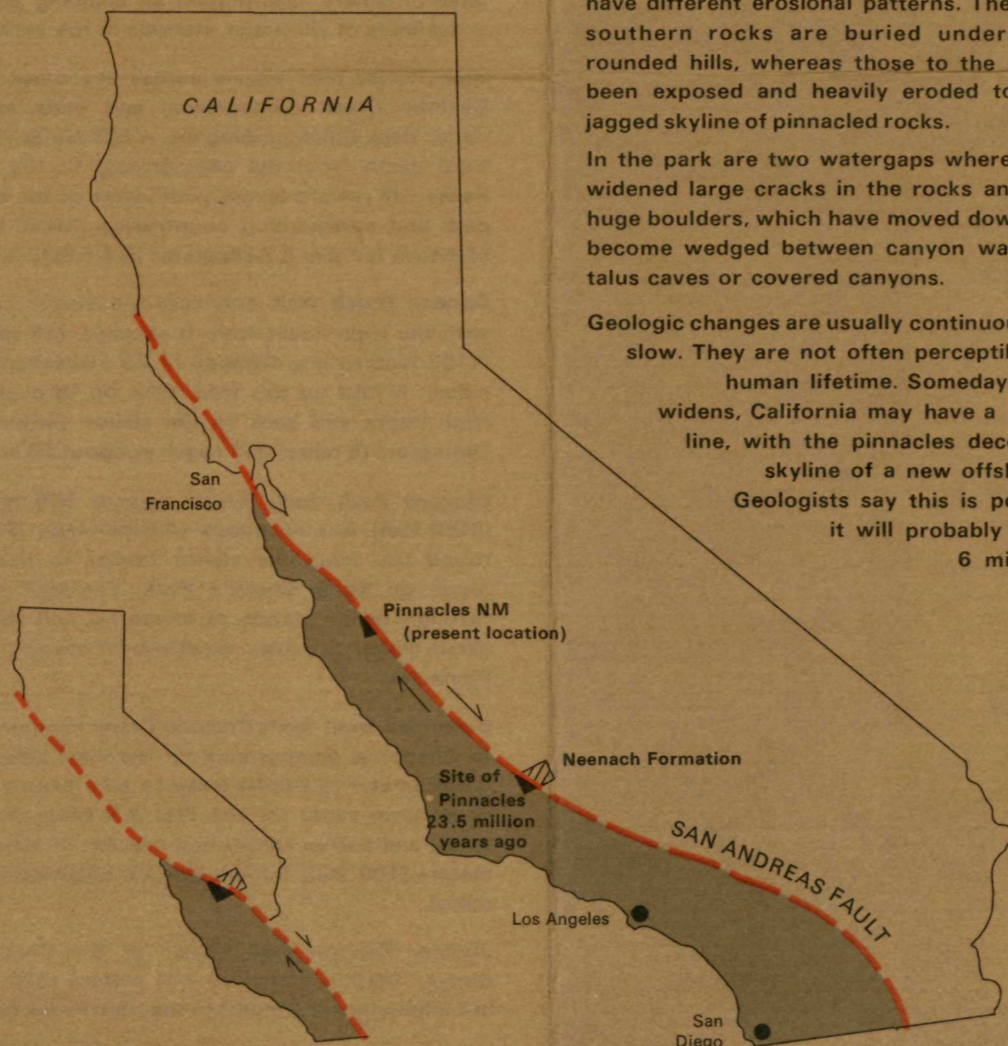 have different erosional patterns. The
southern rocks are buried under
rounded hills, whereas those to the
been exposed and heavily eroded to
jagged skyline of pinnacled rocks.
In the park are two watergaps where
widened large cracks in the rocks an
huge boulders, which have moved dow
become wedged between canyon wa
talus caves or covered canyons.
Geologic changes are usually continuou
slow. They are not often perceptil
human lifetime. Someday
widens, California may have a
line, with the pinnacles dec
skyline of a new offsh
Geologists say this is p
it will probably
6 mi
CALIFORNIA
San
Francisco
Pinnacles NM
(present location)
Neenach Formation
Site of
Pinnacles
23.5 million
years ago
SAN ANDREAS FAULT
Los Angeles
San
Diego